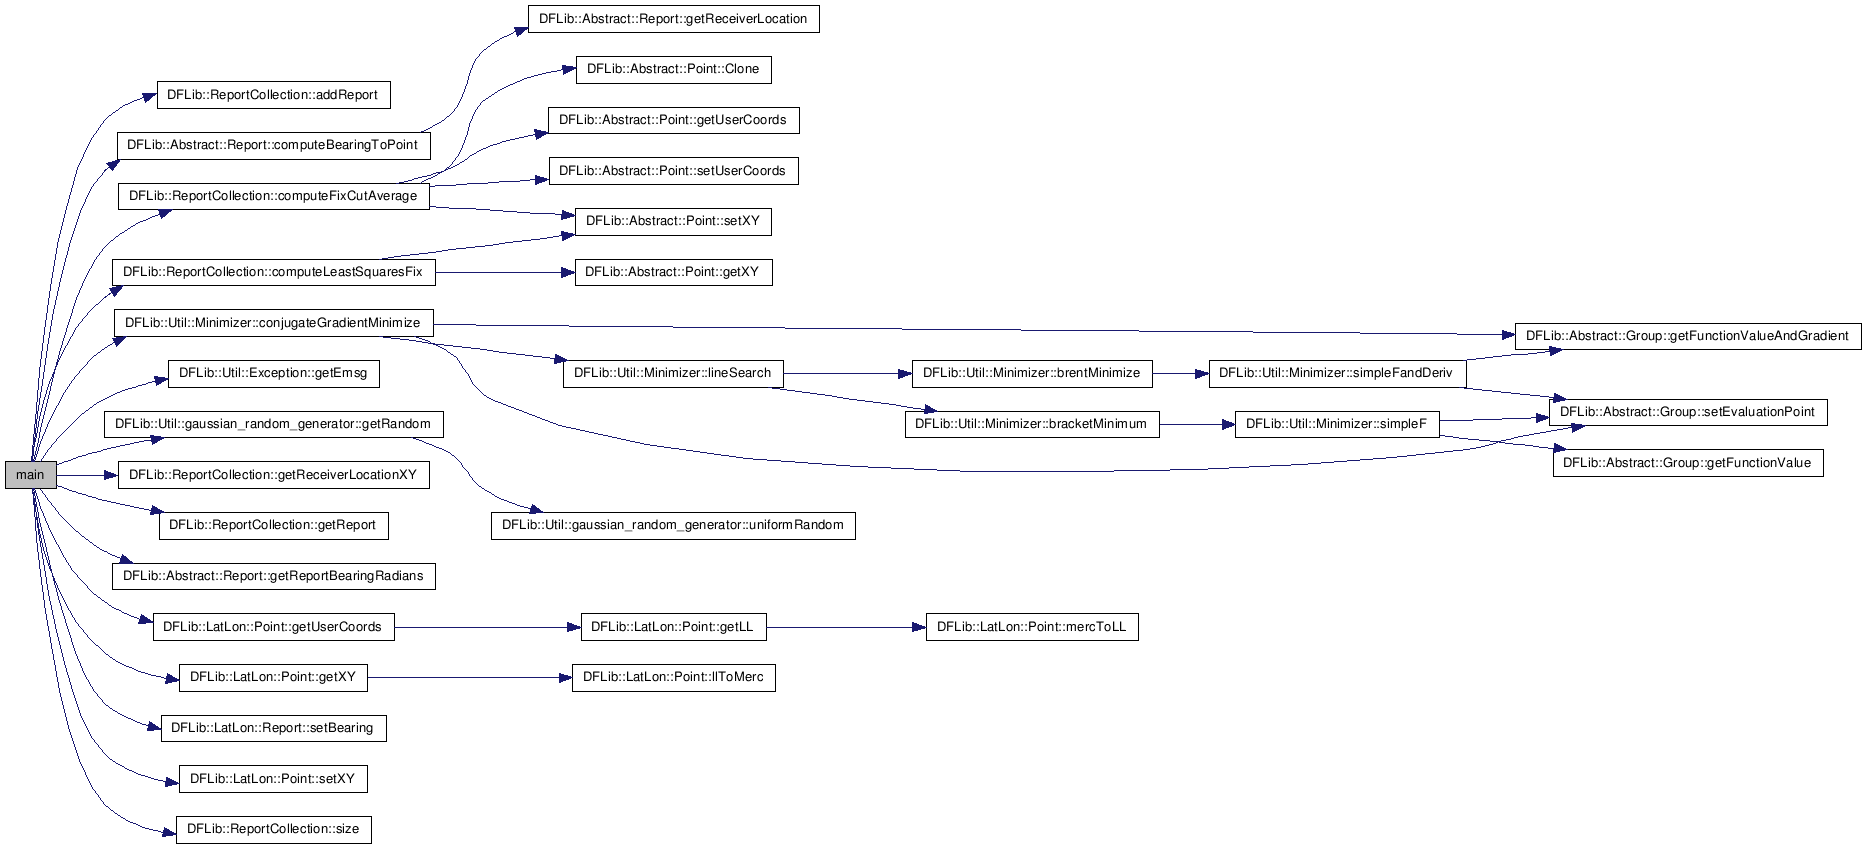 DFLib::Abstract::Report::getReceiverLocation
DFLib::Abstract::Point::Clone
DFLib::ReportCollection::addReport
DFLib::Abstract::Point::getUserCoords
DFLib::Abstract::Report::computeBearingToPoint
DFLib::Abstract::Point::setUserCoords
DFLib::ReportCollection::computeFixCutAverage
DFLib::Abstract::Point::setXY
DFLib::ReportCollection::computeLeastSquaresFix
DFLib::Abstract::Point::getXY
DFLib::Util::Minimizer::conjugateGradientMinimize
DFLib::Abstract::Group::getFunctionValueAndGradient
DFLib::Util::Exception::getEmsg
DFLib::Util::Minimizer::lineSearch
DFLib::Util::Minimizer::brentMinimize
DFLib::Util::Minimizer::simpleFandDeriv
DFLib::Abstract::Group::setEvaluationPoint
DFLib::Util::gaussian_random_generator::getRandom
DFLib::Util::Minimizer::bracketMinimum
DFLib::Util::Minimizer::simpleF
DFLib::Abstract::Group::getFunctionValue
main
DFLib::ReportCollection::getReceiverLocationXY
DFLib::ReportCollection::getReport
DFLib::Util::gaussian_random_generator::uniformRandom
DFLib::Abstract::Report::getReportBearingRadians
DFLib::LatLon::Point::getUserCoords
DFLib::LatLon::Point::getLL
DFLib::LatLon::Point::mercToLL
DFLib::LatLon::Point::getXY
DFLib::LatLon::Point::llToMerc
DFLib::LatLon::Report::setBearing
DFLib::LatLon::Point::setXY
DFLib::ReportCollection::size